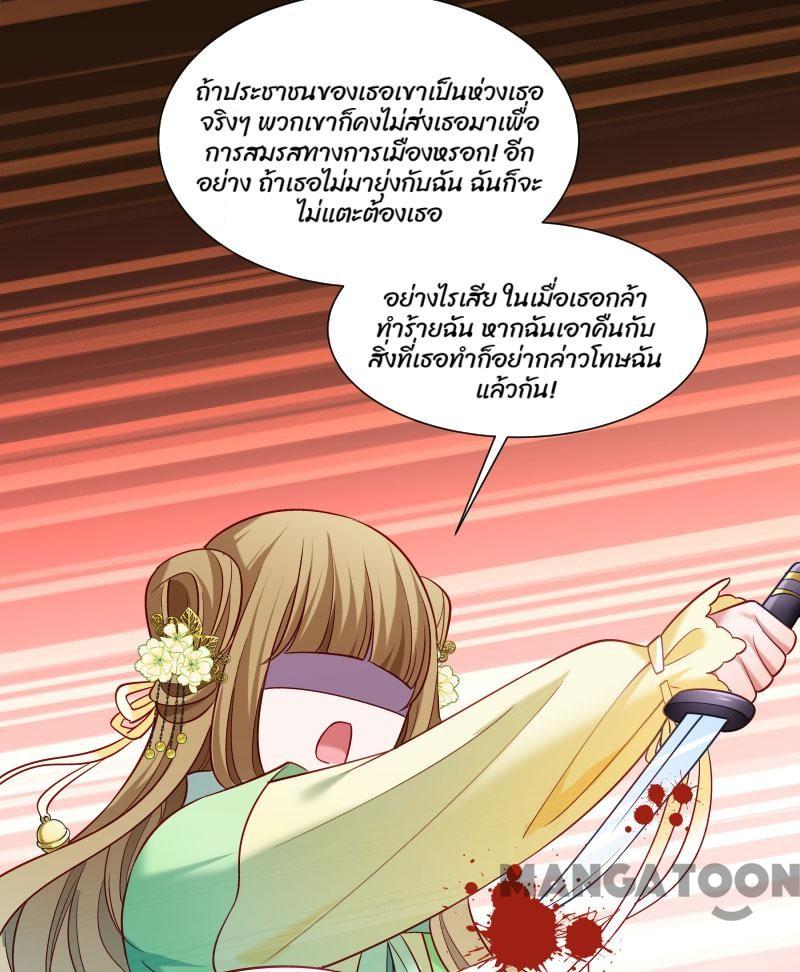 ถ้าประชาชนของเธอเขาเป็นห่วงเธอ
จริงๆ พวกเขาก็คงไม่ส่งเธอมาเพื่อ
การสมรสทางการเมืองหรอก! อีก
อย่าง ถ้าเธอไม่มายุ่งกับฉัน ฉันก็จะ
ไม่แตะต้องเธอ
อย่างไรเสีย ในเมื่อเธอกล้า
ทำร้ายฉัน หากฉันเอาคืนกับ
สิ่งที่เธอทำก็อย่ากล่าวโทษฉัน
แล้วกัน!
MANGATOON